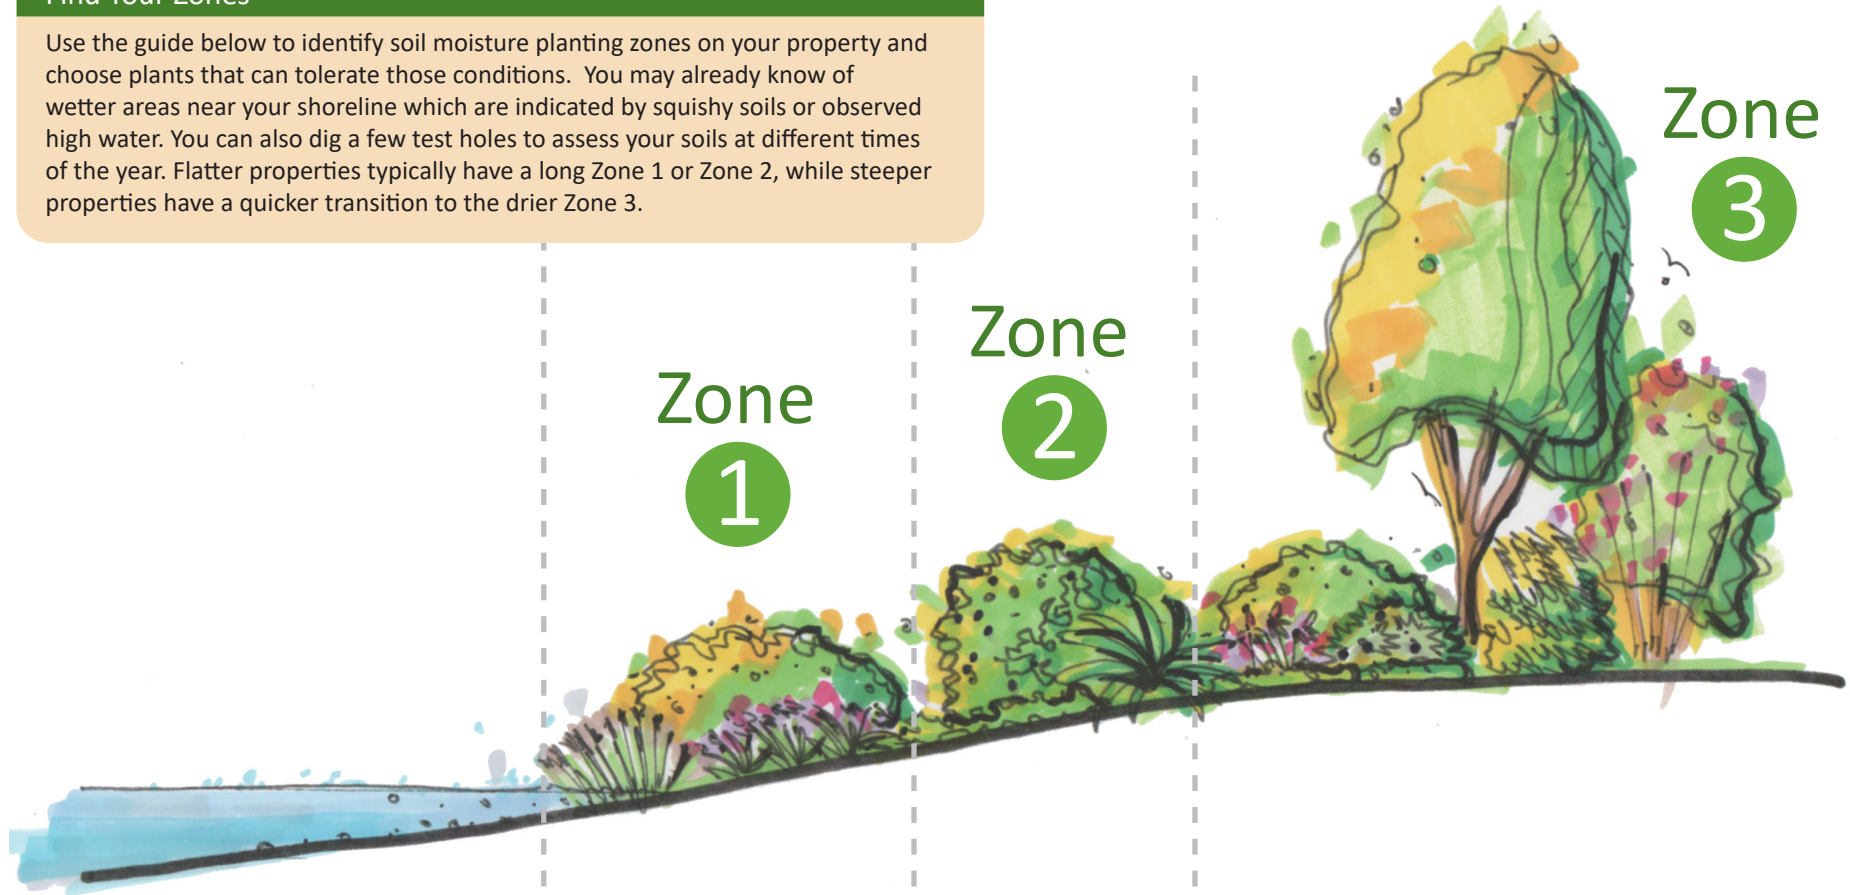 Find Your Zones
Use the guide below to identify soil moisture planting zones on your property and
choose plants that can tolerate those conditions.  You may already know of
wetter areas near your shoreline which are indicated by squishy soils or observed
high water. You can also dig a few test holes to assess your soils at different times
of the year. Flatter properties typically have a long Zone 1 or Zone 2, while steeper
properties have a quicker transition to the drier Zone 3.
Zone
1
Zone
2
Zone
3